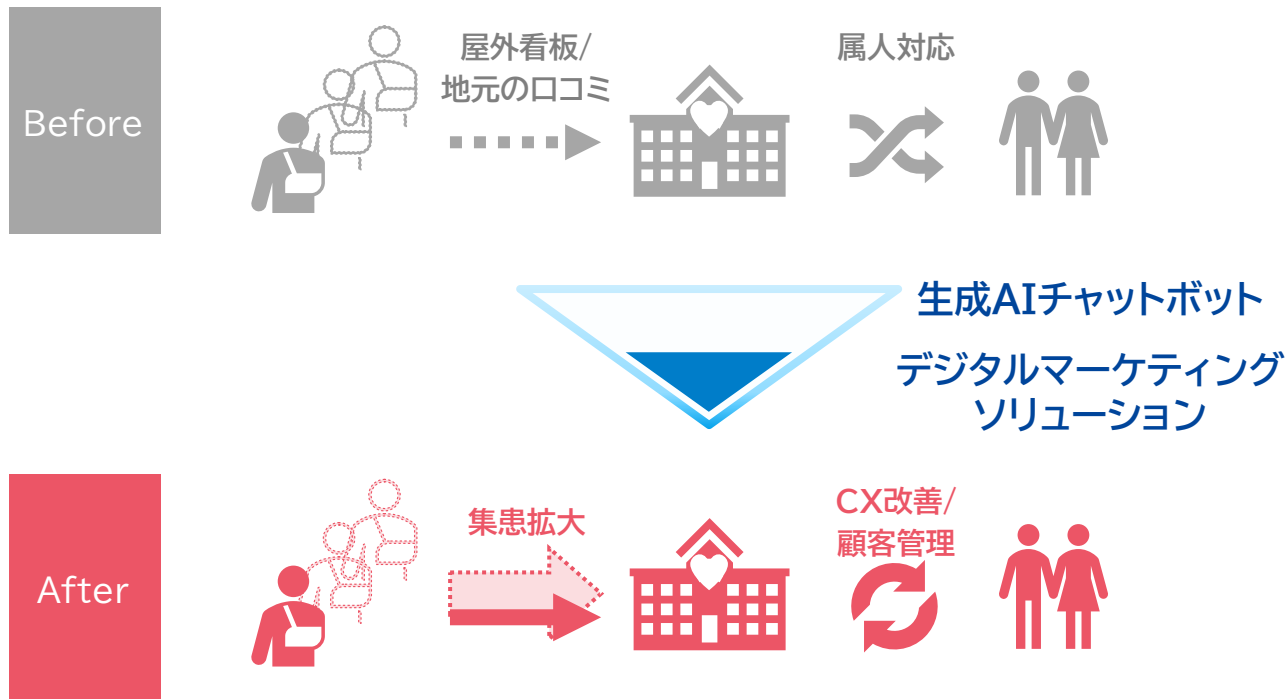 Before
屋外看板/
地元の口コミ
属人対応
生成AIチャットボット
デジタルマーケティング
ソリューション
After
集患拡大
CX改善/
顧客管理